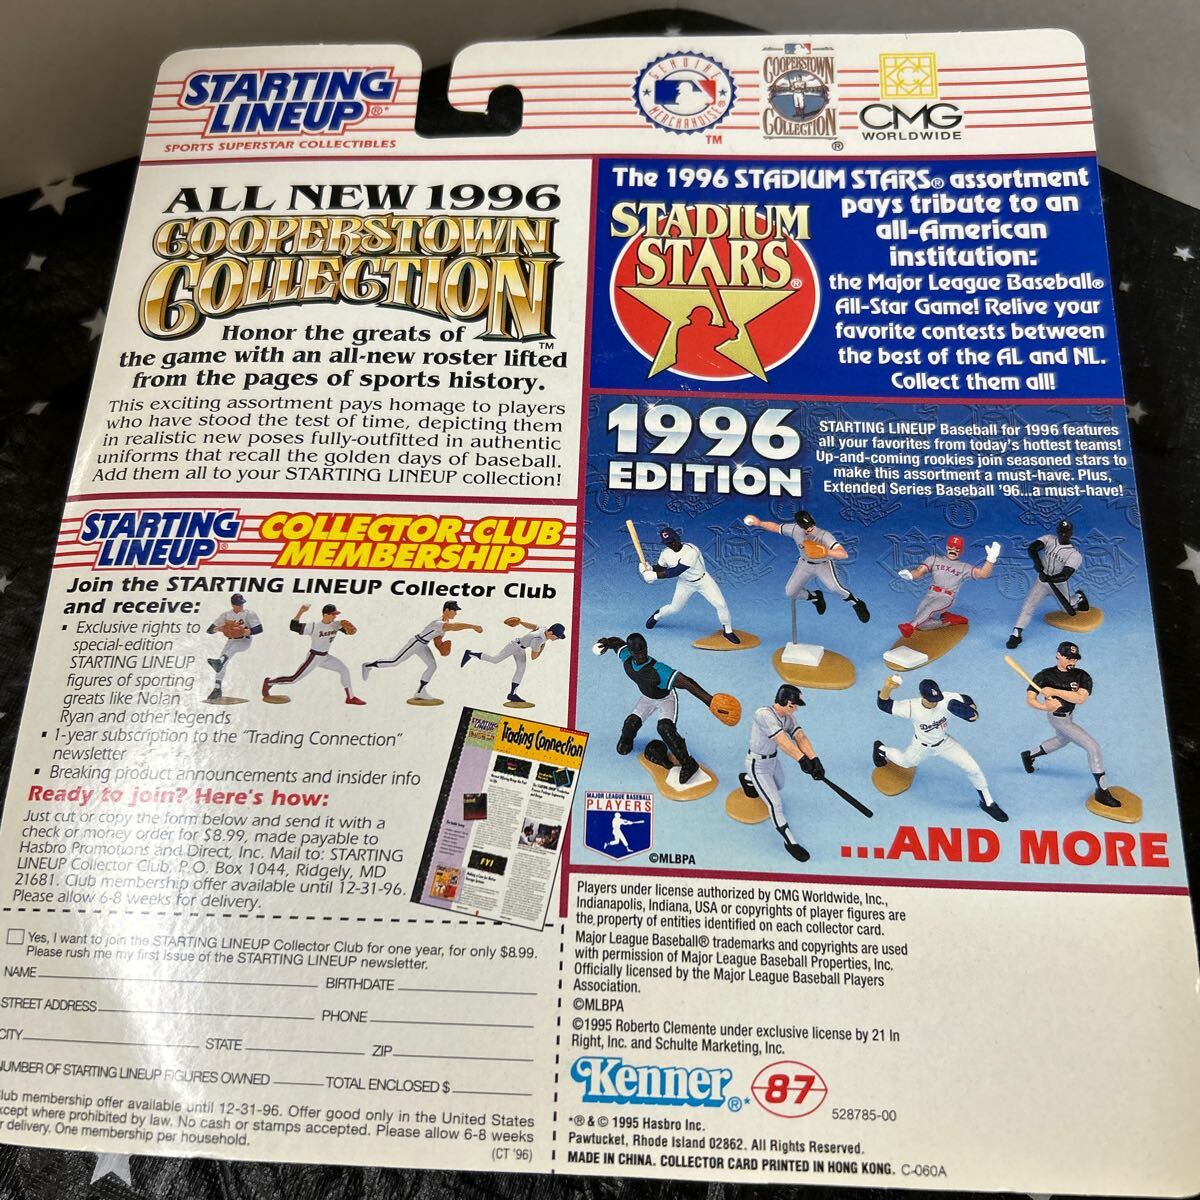 STARTING
LINEUP®*
SPORTS SUPERSTAR COLLECTIBLES
GENUINE
MERCHANDISE®
TM
COOPERSTOWN
COLLECTION
®
CMG
WORLDWIDE
ALL NEW 1996
COOPERSTOWN
COLLECTION™
Honor the greats of
the game with an all-new roster lifted
from the pages of sports history.
This exciting assortment pays homage to players
who have stood the test of time, depicting them
in realistic new poses fully-outfitted in authentic
uniforms that recall the golden days of baseball.
Add them all to your STARTING LINEUP collection!
The 1996 STADIUM STARS® assortment
pays tribute to an
all-American
institution:
the Major League Baseball®
All-Star Game! Relive your
favorite contests between
the best of the AL and NL.
Collect them all!
STADIUM
STARS®
1996
EDITION
STARTING LINEUP Baseball for 1996 features
all your favorites from today's hottest teams!
Up-and-coming rookies join seasoned stars to
make this assortment a must-have. Plus,
Extended Series Baseball '96...a must-have!
TEXAS
Dodgers
MAJOR LEAGUE BASEBALL
PLAYERS
©MLBPA
...AND MORE
STARTING
LINEUP®
COLLECTOR CLUB
MEMBERSHIP
Join the STARTING LINEUP Collector Club
and receive:
▪ Exclusive rights to
special-edition
STARTING LINEUP
figures of sporting
greats like Nolan
Ryan and other legends
▪ 1-year subscription to the "Trading Connection"
newsletter
▪ Breaking product announcements and insider info
Trading Connection
FYI
Ready to join? Here's how:
Just cut or copy the form below and send it with a
check or money order for $8.99, made payable to
Hasbro Promotions and Direct, Inc. Mail to: STARTING
LINEUP Collector Club, P.O. Box 1044, Ridgely, MD
21681. Club membership offer available until 12-31-96.
Please allow 6-8 weeks for delivery.
Yes, I want to join the STARTING LINEUP Collector Club for one year, for only $8.99.
Please rush me my first issue of the STARTING LINEUP newsletter.
NAME BIRTHDATE
STREET ADDRESS PHONE
CITY STATE ZIP
NUMBER OF STARTING LINEUP FIGURES OWNED TOTAL ENCLOSED $
lub membership offer available until 12-31-96. Offer good only in the United States
xcept where prohibited by law. No cash or stamps accepted. Please allow 6-8 weeks
r delivery. One membership per household.
(CT '96)
Players under license authorized by CMG Worldwide, Inc.,
Indianapolis, Indiana, USA or copyrights of player figures are
the property of entities identified on each collector card.
Major League Baseball® trademarks and copyrights are used
with permission of Major League Baseball Properties, Inc.
Officially licensed by the Major League Baseball Players
Association.
©MLBPA
©1995 Roberto Clemente under exclusive license by 21 In
Right, Inc. and Schulte Marketing, Inc.
Kenner®*
87
528785-00
*® & © 1995 Hasbro Inc.
Pawtucket, Rhode Island 02862. All Rights Reserved.
MADE IN CHINA. COLLECTOR CARD PRINTED IN HONG KONG. C-060A